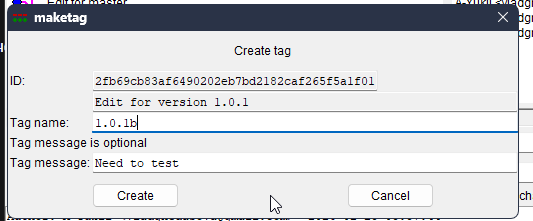 Edit for master
maketag
Create tag
ID: 2fb69cb83af6490202eb7bd2182caf265f5a1f01
Edit for version 1.0.1
Tag name: 1.0.1b
Tag message is optional
Tag message: Need to test
Create Cancel